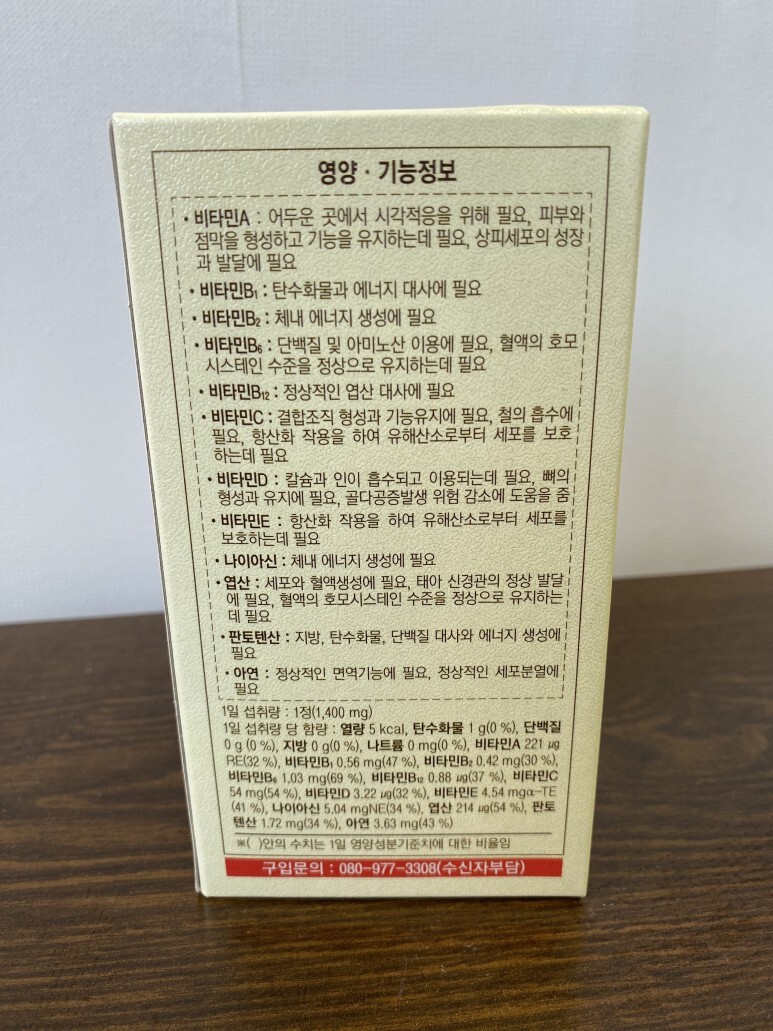 영양 · 기능정보
• 비타민A : 어두운 곳에서 시각적응을 위해 필요, 피부와
점막을 형성하고 기능을 유지하는데 필요, 상피세포의 성장
과 발달에 필요
• 비타민B₁ : 탄수화물과 에너지 대사에 필요
• 비타민B₂ : 체내 에너지 생성에 필요
• 비타민B₆ : 단백질 및 아미노산 이용에 필요, 혈액의 호모
시스테인 수준을 정상으로 유지하는데 필요
• 비타민B₁₂ : 정상적인 엽산 대사에 필요
• 비타민C : 결합조직 형성과 기능유지에 필요, 철의 흡수에
필요, 항산화 작용을 하여 유해산소로부터 세포를 보호
하는데 필요
• 비타민D : 칼슘과 인이 흡수되고 이용되는데 필요, 뼈의
형성과 유지에 필요, 골다공증발생 위험 감소에 도움을 줌
• 비타민E : 항산화 작용을 하여 유해산소로부터 세포를
보호하는데 필요
• 나이아신 : 체내 에너지 생성에 필요
• 엽산 : 세포와 혈액생성에 필요, 태아 신경관의 정상 발달
에 필요, 혈액의 호모시스테인 수준을 정상으로 유지하는
데 필요
• 판토텐산 : 지방, 탄수화물, 단백질 대사와 에너지 생성에
필요
• 아연 : 정상적인 면역기능에 필요, 정상적인 세포분열에
필요
1일 섭취량 : 1정(1,400 mg)
1일 섭취량 당 함량 : 열량 5 kcal, 탄수화물 1 g(0 %), 단백질
0 g (0 %), 지방 0 g(0 %), 나트륨 0 mg(0 %), 비타민A 221 μg
RE(32 %), 비타민B₁ 0.56 mg(47 %), 비타민B₂ 0.42 mg(30 %),
비타민B₆ 1.03 mg(69 %), 비타민B₁₂ 0.88 μg(37 %), 비타민C
54 mg(54 %), 비타민D 3.22 μg(32 %), 비타민E 4.54 mgα-TE
(41 %), 나이아신 5.04 mgNE(34 %), 엽산 214 μg(54 %), 판토
텐산 1.72 mg(34 %), 아연 3.63 mg(43 %)
※( )안의 수치는 1일 영양성분기준치에 대한 비율임
구입문의 : 080-977-3308(수신자부담)